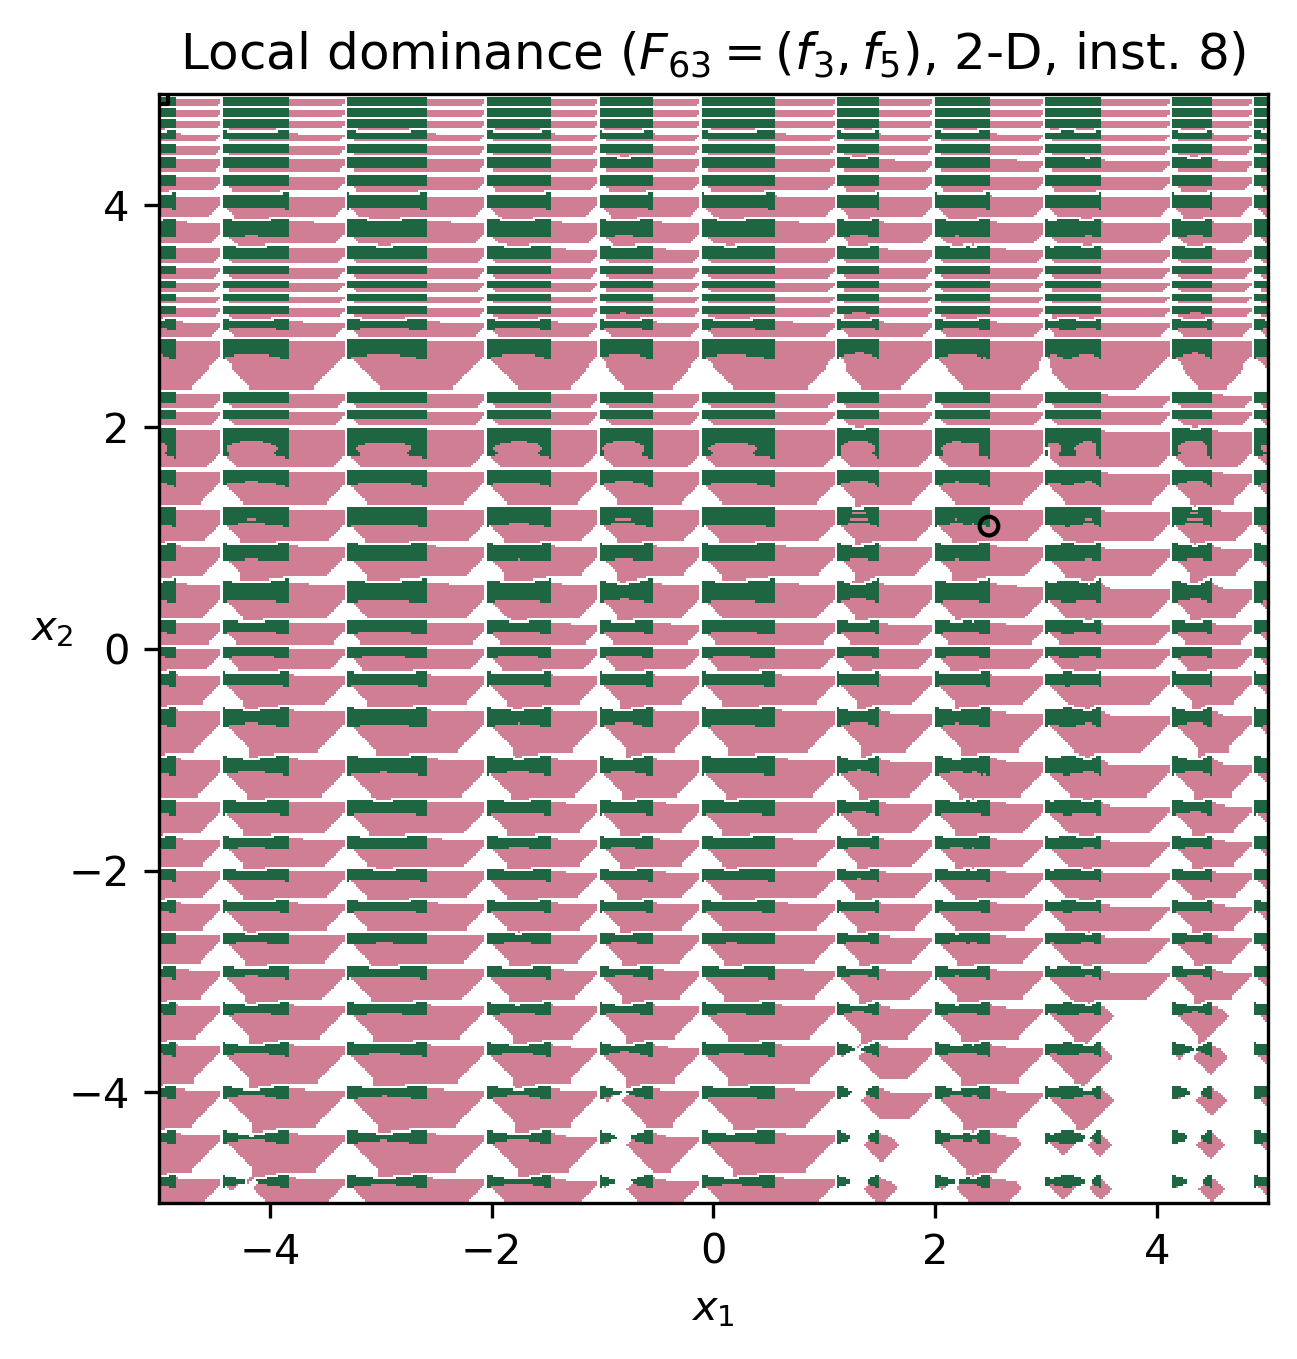 Local dominance (F₆₃ = (f₃, f₅), 2-D, inst. 8)
4
2
x₂
0
−2
−4
−4 −2 0 2 4
x₁